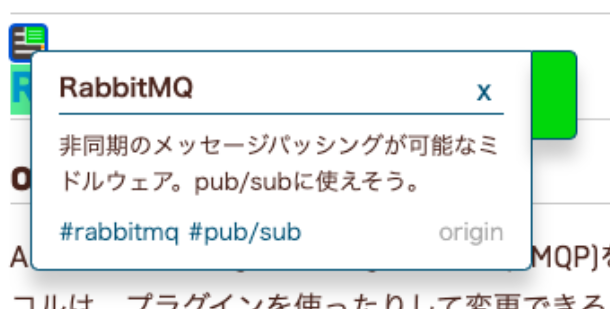 RabbitMQ x
非同期のメッセージパッシングが可能なミ
ドルウェア。pub/subに使えそう。
#rabbitmq #pub/sub origin
MQP)を
コルは、プラグインを使ったりして変更できる